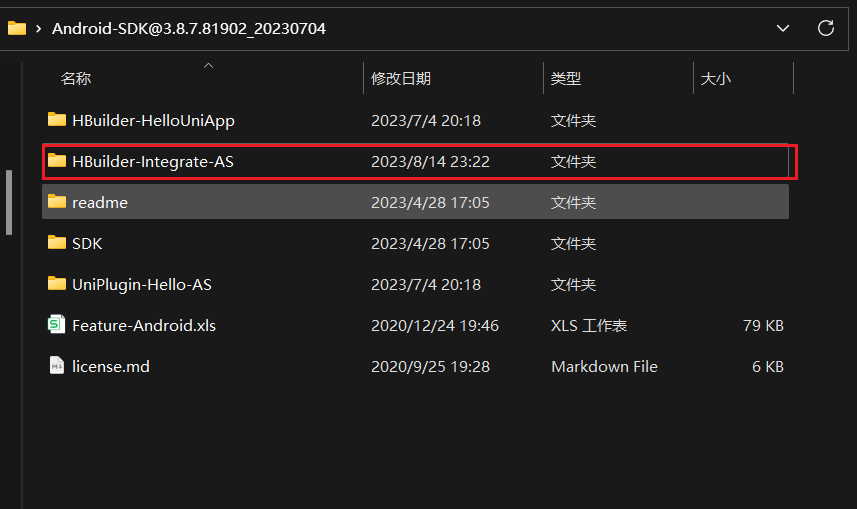 Android-SDK@3.8.7.81902_20230704
名称 修改日期 类型 大小
HBuilder-HelloUniApp 2023/7/4 20:18 文件夹
HBuilder-Integrate-AS 2023/8/14 23:22 文件夹
readme 2023/4/28 17:05 文件夹
SDK 2023/4/28 17:05 文件夹
UniPlugin-Hello-AS 2023/7/4 20:18 文件夹
Feature-Android.xls 2020/12/24 19:46 XLS 工作表 79 KB
license.md 2020/9/25 19:28 Markdown File 6 KB